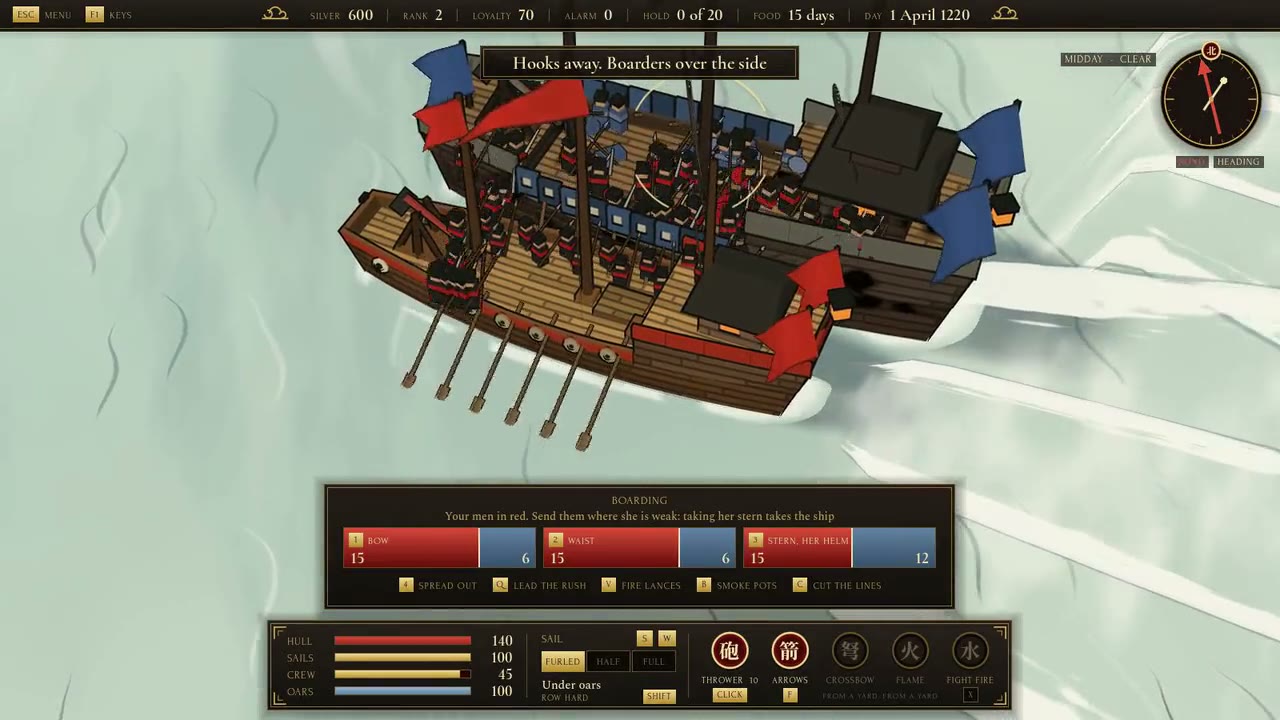 ESC MENU F1 KEYS SILVER 600 RANK 2 LOYALTY 70 ALARM 0 HOLD 0 of 20 FOOD 15 days DAY 1 April 1220
Hooks away. Boarders over the side
MIDDAY · CLEAR
北
HEADING
BOARDING
Your men in red. Send them where she is weak: taking her stern takes the ship
1 BOW 15 6
2 WAIST 15 6
3 STERN, HER HELM 15 12
4 SPREAD OUT Q LEAD THE RUSH V FIRE LANCES B SMOKE POTS C CUT THE LINES
HULL 140
SAILS 100
CREW 45
OARS 100
SAIL S W
FURLED HALF FULL
Under oars
ROW HARD SHIFT
砲 箭 弩 火 水
THROWER 10 ARROWS CROSSBOW FLAME FIGHT FIRE
CLICK F FROM A YARD FROM A YARD X